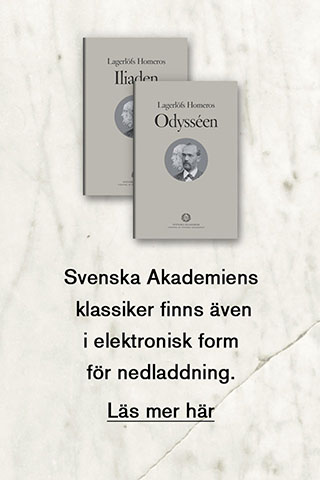 Lagerlöfs Homeros
Iliaden
Lagerlöfs Homeros
Odysséen
Svenska Akademiens
klassiker finns även
i elektronisk form
för nedladdning.
Läs mer här